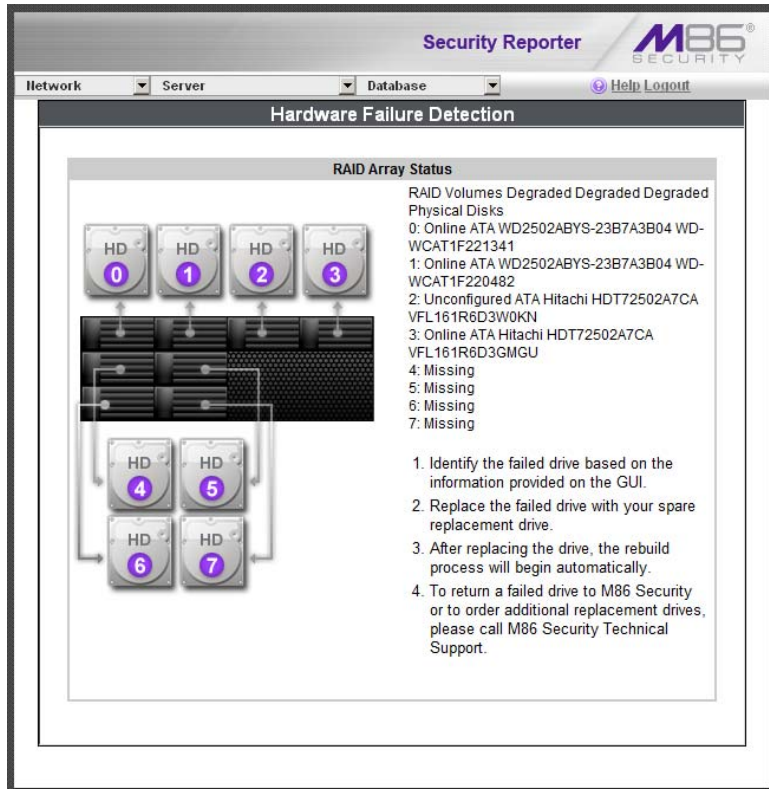 Security Reporter
M86®
SECURITY
Network Server Database Help Logout
Hardware Failure Detection
RAID Array Status
RAID Volumes Degraded Degraded Degraded
Physical Disks
0: Online ATA WD2502ABYS-23B7A3B04 WD-
WCAT1F221341
1: Online ATA WD2502ABYS-23B7A3B04 WD-
WCAT1F220482
2: Unconfigured ATA Hitachi HDT72502A7CA
VFL161R6D3W0KN
3: Online ATA Hitachi HDT72502A7CA
VFL161R6D3GMGU
4: Missing
5: Missing
6: Missing
7: Missing
1. Identify the failed drive based on the
information provided on the GUI.
2. Replace the failed drive with your spare
replacement drive.
3. After replacing the drive, the rebuild
process will begin automatically.
4. To return a failed drive to M86 Security
or to order additional replacement drives,
please call M86 Security Technical
Support.
HD HD HD HD
0 1 2 3
HD HD
4 5
HD HD
6 7